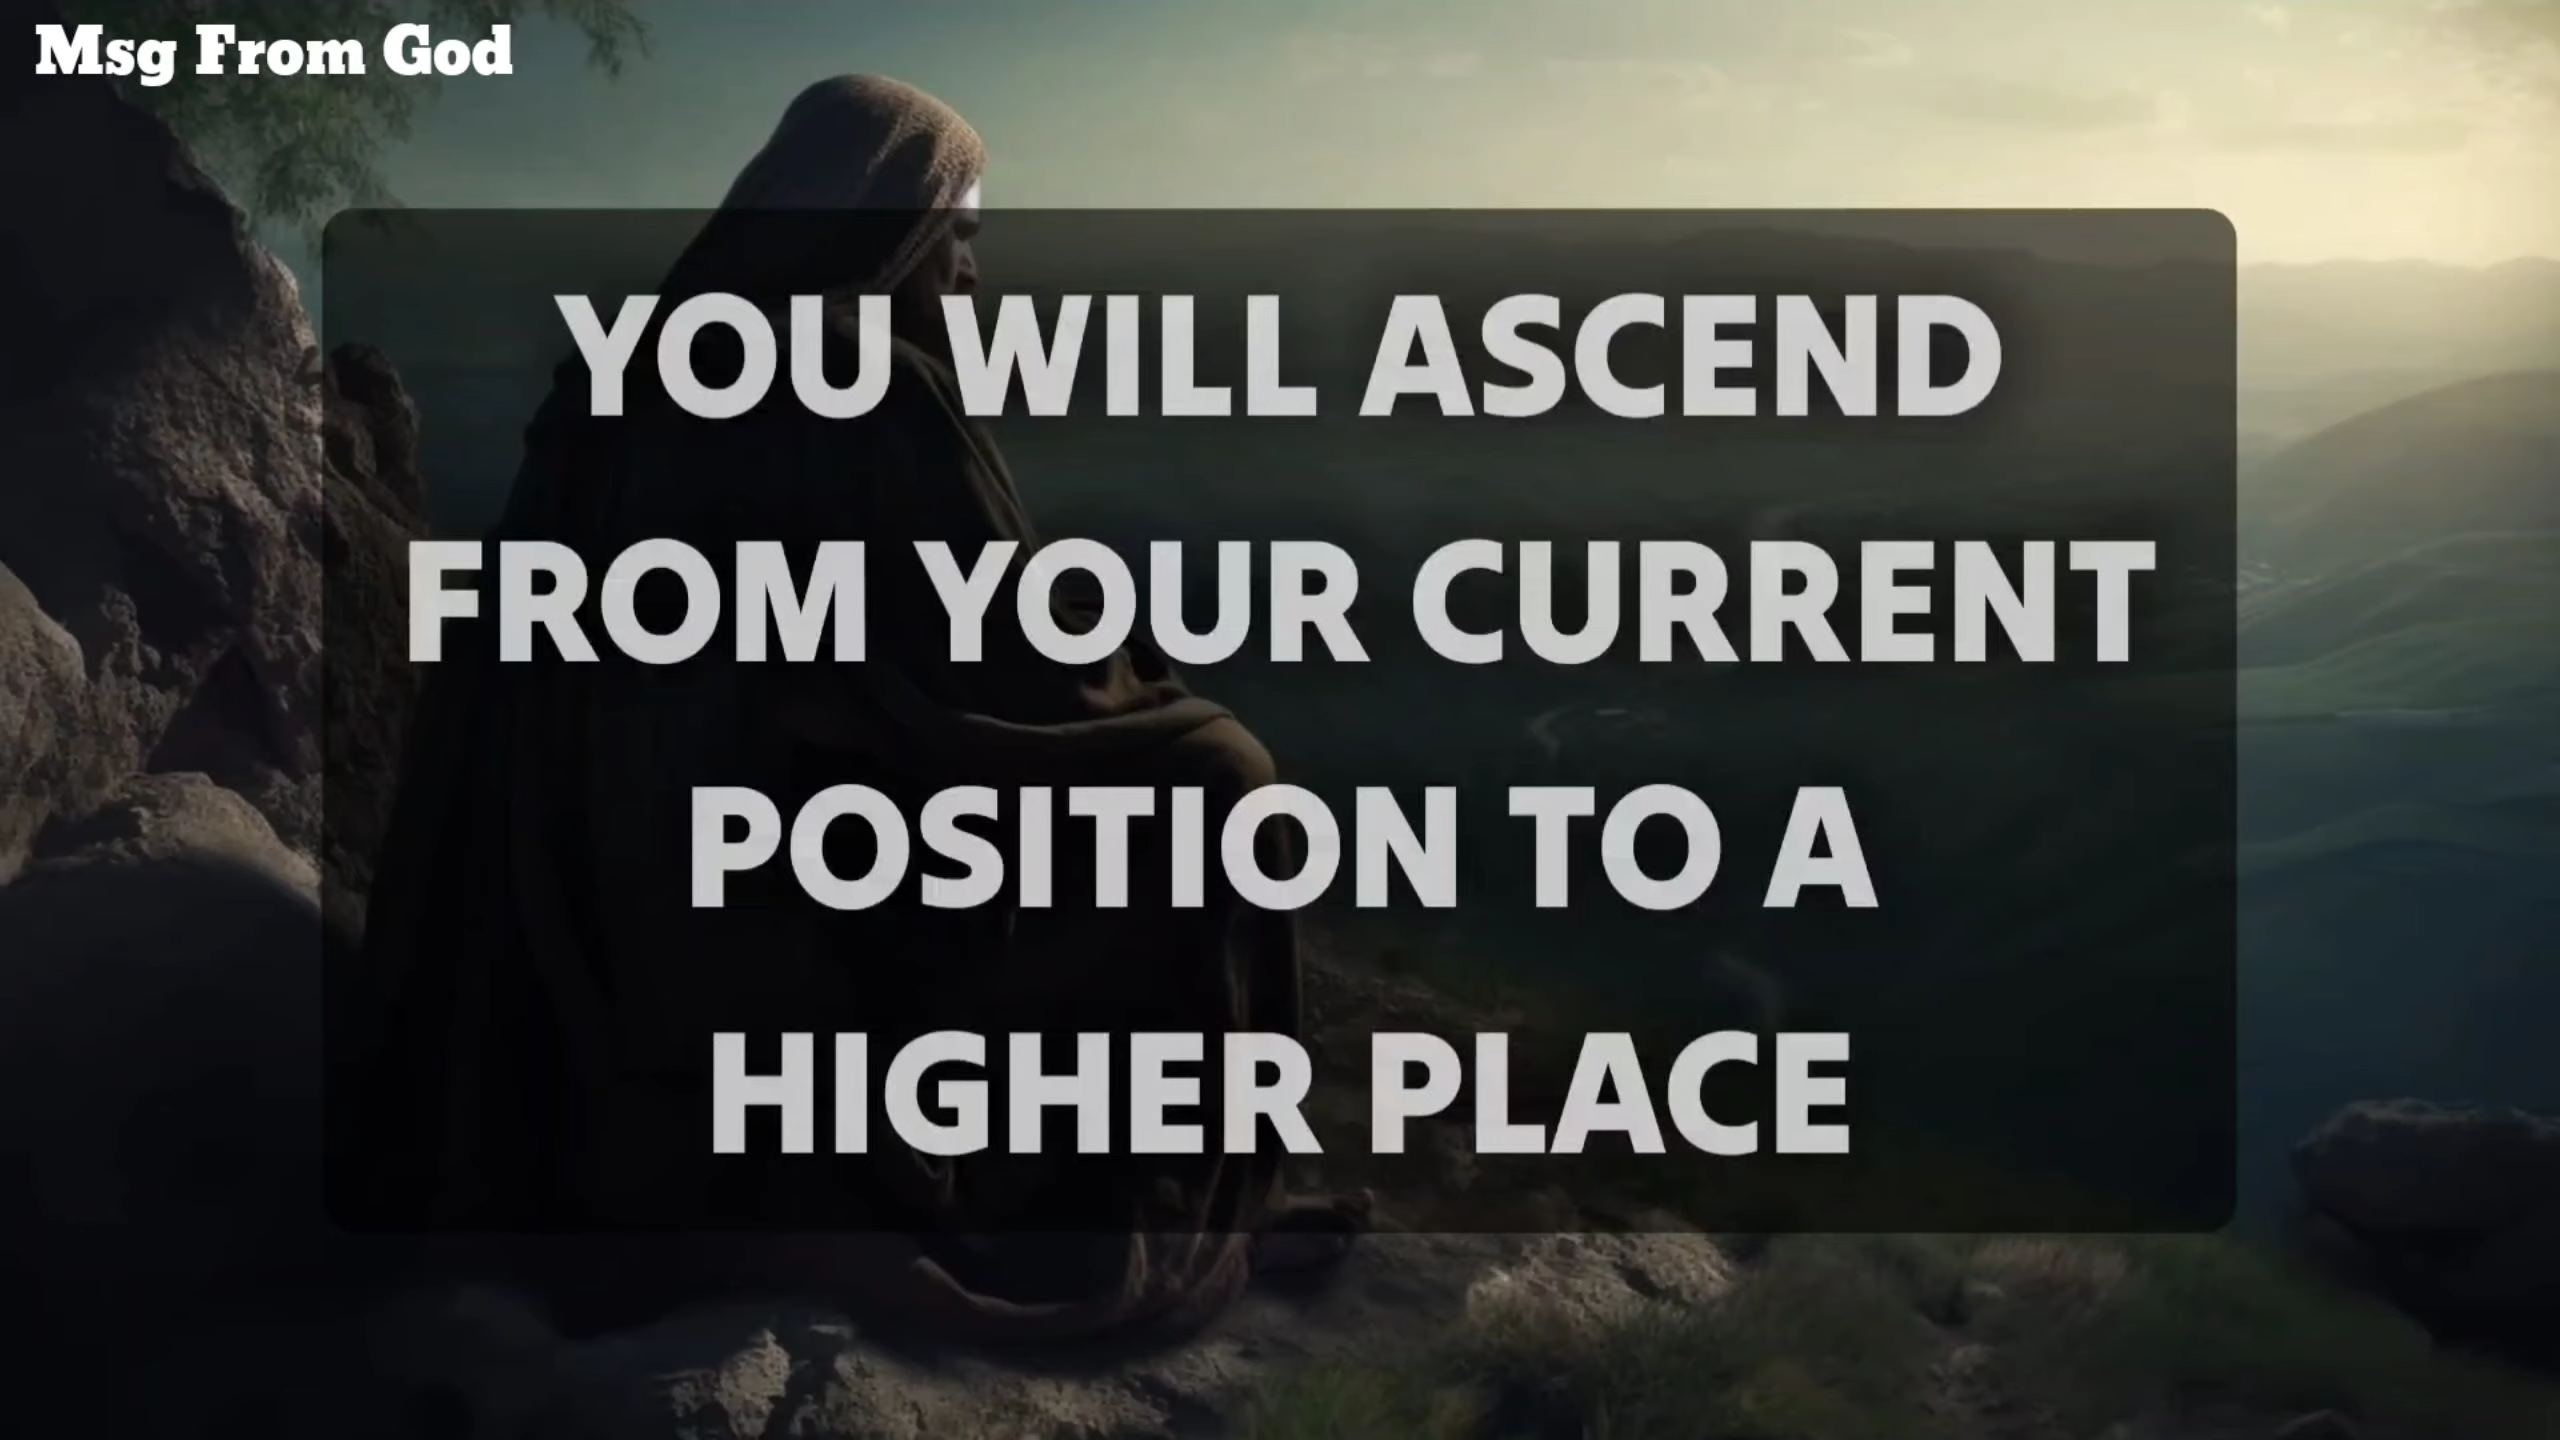 Msg From God
YOU WILL ASCEND
FROM YOUR CURRENT
POSITION TO A
HIGHER PLACE